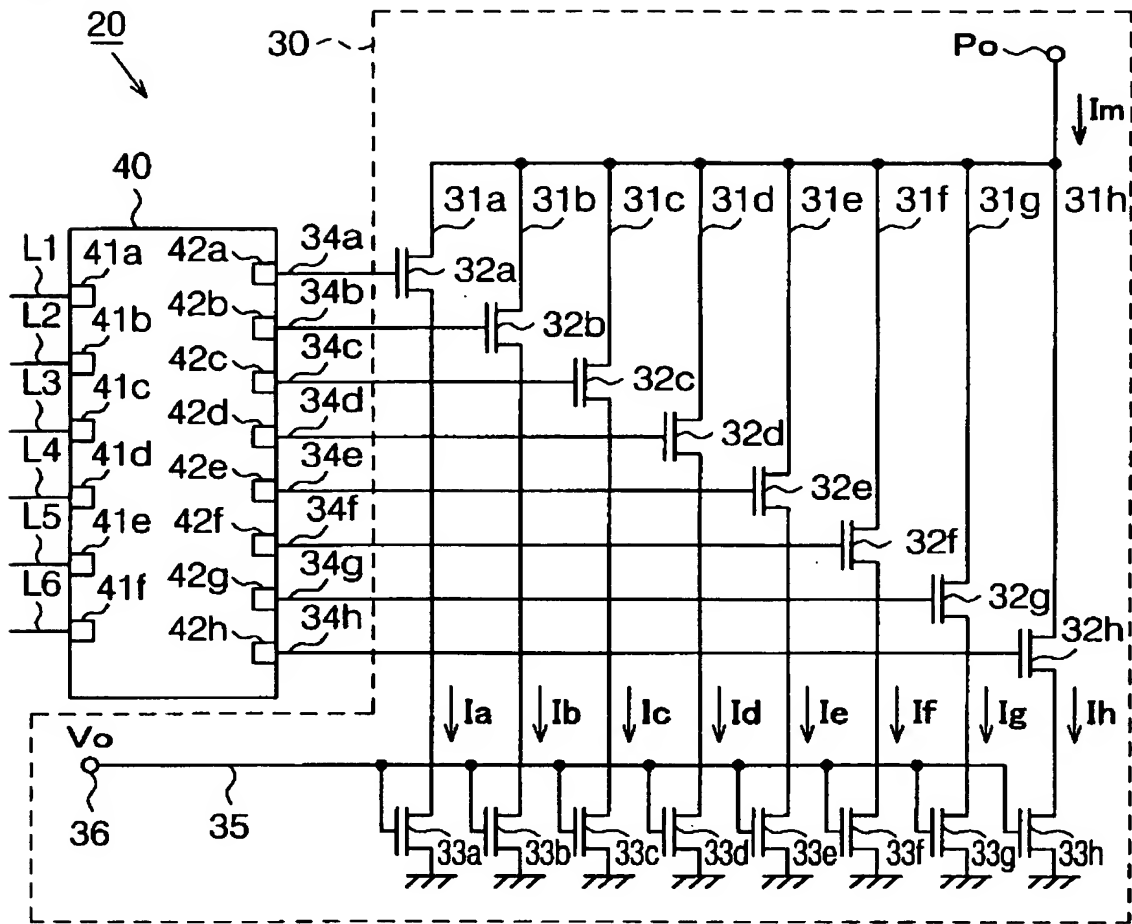 20
30
Po
Im
40
31a 31b 31c 31d 31e 31f 31g 31h
L1 41a 42a 34a 32a
L2 41b 42b 34b 32b
L3 41c 42c 34c 32c
L4 41d 42d 34d 32d
L5 41e 42e 34e 32e
L6 41f 42f 34f 32f
42g 34g 32g
42h 34h 32h
Ia Ib Ic Id Ie If Ig Ih
Vo
36 35
33a 33b 33c 33d 33e 33f 33g 33h